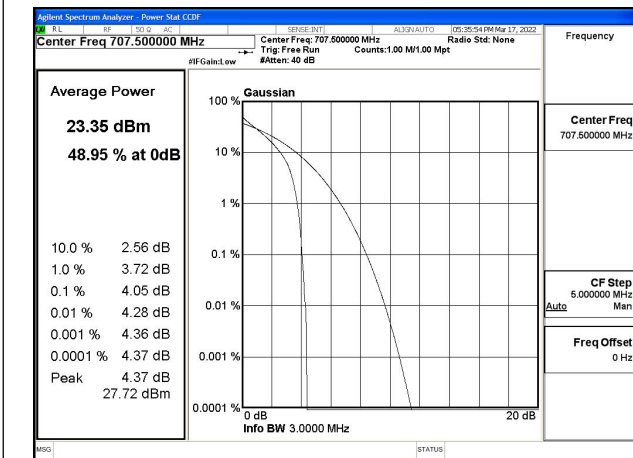 Agilent Spectrum Analyzer - Power Stat CCDF
RL RF 50 Ω AC SENSE:INT ALIGN AUTO 05:35:54 PM Mar 17, 2022
Center Freq 707.500000 MHz
Center Freq: 707.500000 MHz Radio Std: None
Trig: Free Run Counts:1.00 M/1.00 Mpt
#IFGain:Low #Atten: 40 dB
Frequency
Average Power
23.35 dBm
48.95 % at 0dB
10.0 % 2.56 dB
1.0 % 3.72 dB
0.1 % 4.05 dB
0.01 % 4.28 dB
0.001 % 4.36 dB
0.0001 % 4.37 dB
Peak 4.37 dB
27.72 dBm
Gaussian
100 %
10 %
1 %
0.1 %
0.01 %
0.001 %
0.0001 %
0 dB 20 dB
Info BW 3.0000 MHz
Center Freq
707.500000 MHz
CF Step
5.000000 MHz
Auto Man
Freq Offset
0 Hz
MSG STATUS